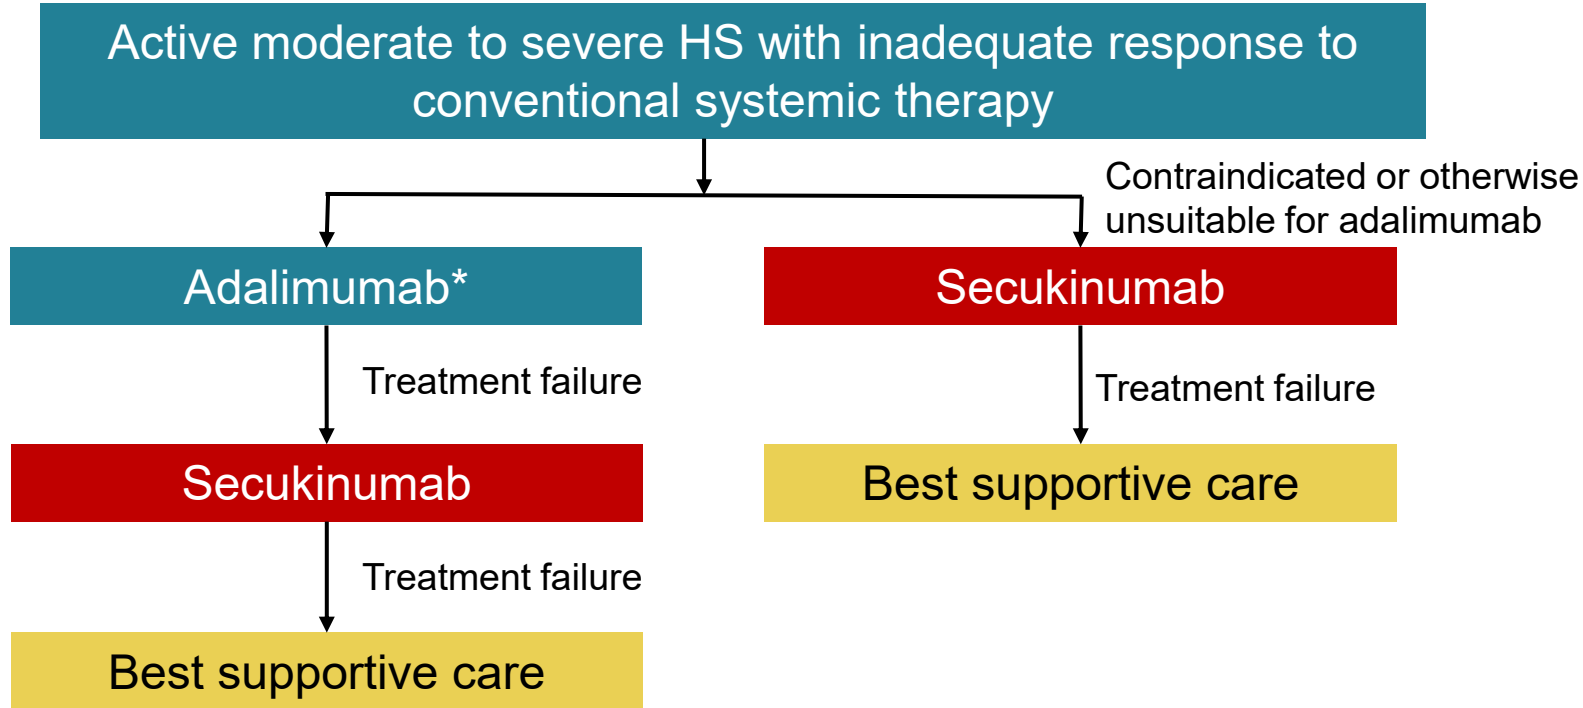 Active moderate to severe HS with inadequate response to
conventional systemic therapy
Contraindicated or otherwise
unsuitable for adalimumab
Adalimumab*
Secukinumab
Treatment failure
Treatment failure
Secukinumab
Best supportive care
Treatment failure
Best supportive care